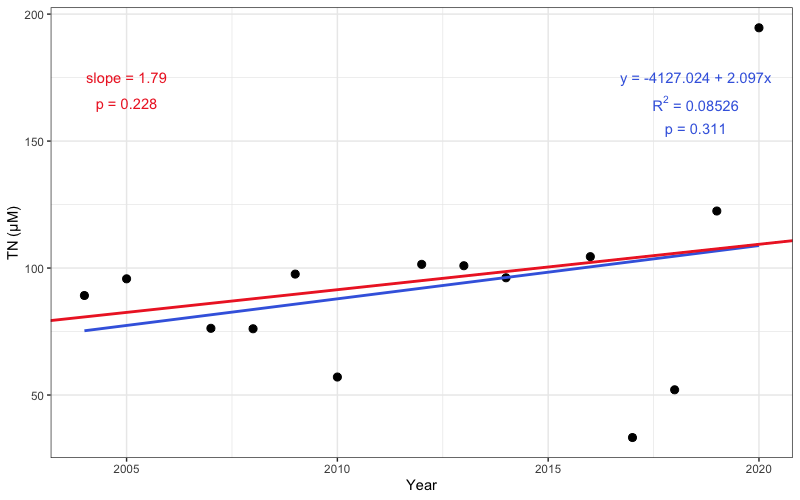 200
150
100
50
TN (μM)
slope = 1.79
p = 0.228
y = -4127.024 + 2.097x
R² = 0.08526
p = 0.311
2005
2010
2015
2020
Year